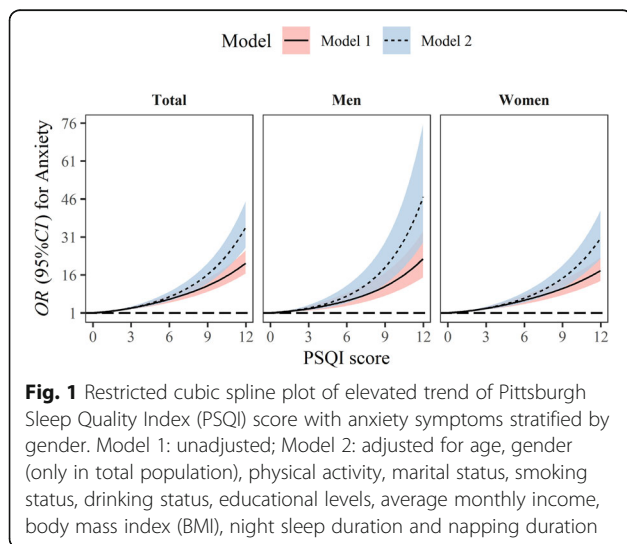 Model Model 1 Model 2
Total Men Women
OR (95%CI) for Anxiety
76
61
46
31
16
1
0 3 6 9 12 0 3 6 9 12 0 3 6 9 12
PSQI score
Fig. 1 Restricted cubic spline plot of elevated trend of Pittsburgh
Sleep Quality Index (PSQI) score with anxiety symptoms stratified by
gender. Model 1: unadjusted; Model 2: adjusted for age, gender
(only in total population), physical activity, marital status, smoking
status, drinking status, educational levels, average monthly income,
body mass index (BMI), night sleep duration and napping duration